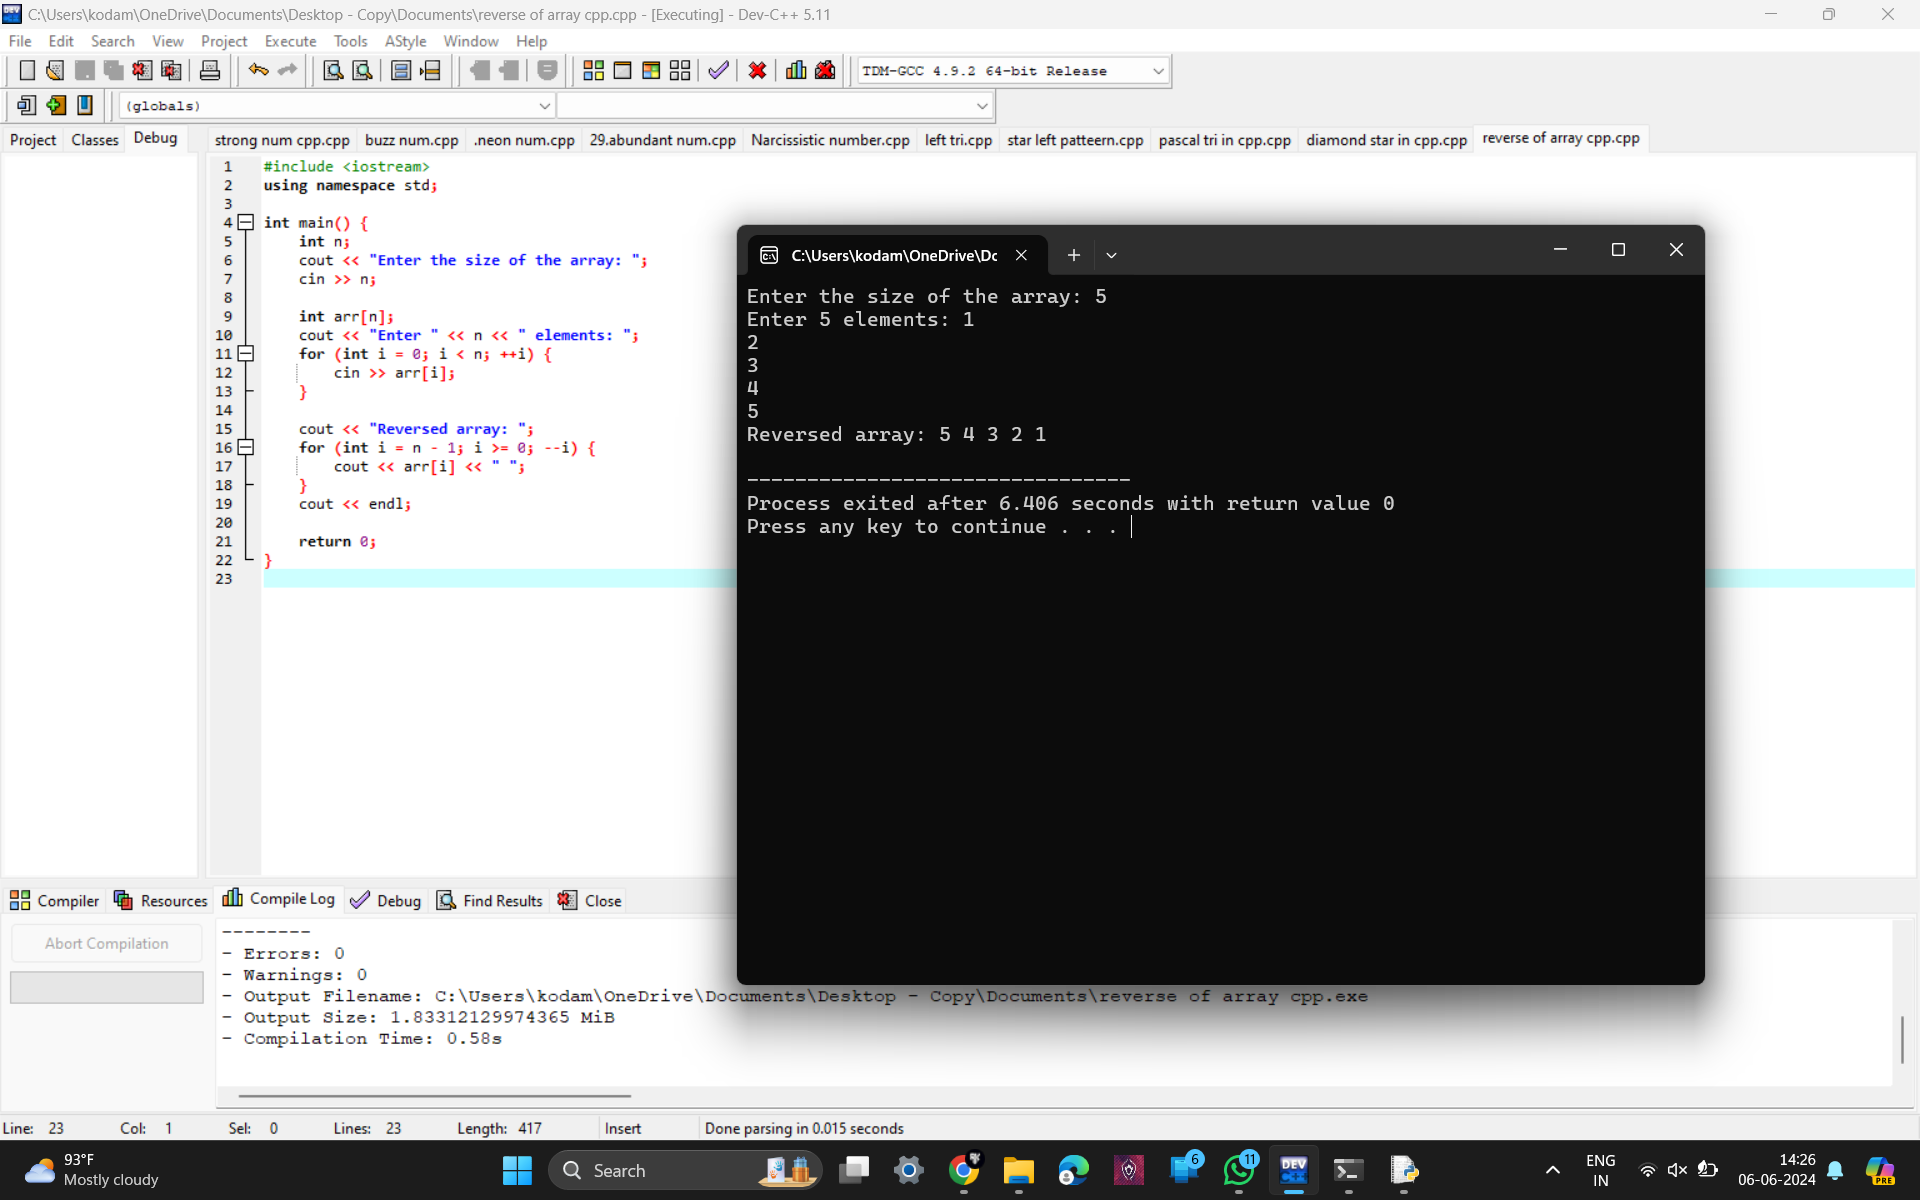 C:\Users\kodam\OneDrive\Documents\Desktop - Copy\Documents\reverse of array cpp.cpp - [Executing] - Dev-C++ 5.11
File Edit Search View Project Execute Tools AStyle Window Help
TDM-GCC 4.9.2 64-bit Release
(globals)
Project Classes Debug strong num cpp.cpp buzz num.cpp .neon num.cpp 29.abundant num.cpp Narcissistic number.cpp left tri.cpp star left patteern.cpp pascal tri in cpp.cpp diamond star in cpp.cpp reverse of array cpp.cpp
1 #include <iostream>
2 using namespace std;
3
4 int main() {
5 int n;
6 cout << "Enter the size of the array: ";
7 cin >> n;
8
9 int arr[n];
10 cout << "Enter " << n << " elements: ";
11 for (int i = 0; i < n; ++i) {
12 cin >> arr[i];
13 }
14
15 cout << "Reversed array: ";
16 for (int i = n - 1; i >= 0; --i) {
17 cout << arr[i] << " ";
18 }
19 cout << endl;
20
21 return 0;
22 }
23
C:\Users\kodam\OneDrive\Dc
Enter the size of the array: 5
Enter 5 elements: 1
2
3
4
5
Reversed array: 5 4 3 2 1
--------------------------------
Process exited after 6.406 seconds with return value 0
Press any key to continue . . .
Compiler Resources Compile Log Debug Find Results Close
Abort Compilation
--------
- Errors: 0
- Warnings: 0
- Output Filename: C:\Users\kodam\OneDrive\Documents\Desktop - Copy\Documents\reverse of array cpp.exe
- Output Size: 1.83312129974365 MiB
- Compilation Time: 0.58s
Line: 23 Col: 1 Sel: 0 Lines: 23 Length: 417 Insert Done parsing in 0.015 seconds
93°F
Mostly cloudy
Search
6
11
DEV
C++
ENG
IN
14:26
06-06-2024
PRE